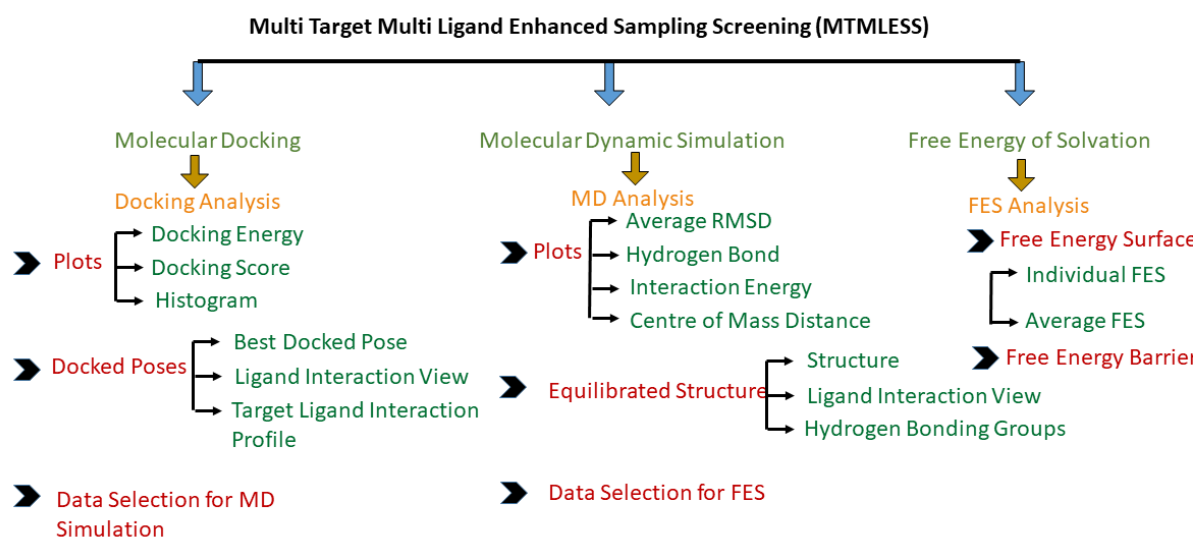 Multi Target Multi Ligand Enhanced Sampling Screening (MTMLESS)
Molecular Docking
Docking Analysis
Plots
Docking Energy
Docking Score
Histogram
Docked Poses
Best Docked Pose
Ligand Interaction View
Target Ligand Interaction
Profile
Data Selection for MD
Simulation
Molecular Dynamic Simulation
MD Analysis
Plots
Average RMSD
Hydrogen Bond
Interaction Energy
Centre of Mass Distance
Equilibrated Structure
Structure
Ligand Interaction View
Hydrogen Bonding Groups
Data Selection for FES
Free Energy of Solvation
FES Analysis
Free Energy Surface
Individual FES
Average FES
Free Energy Barrier